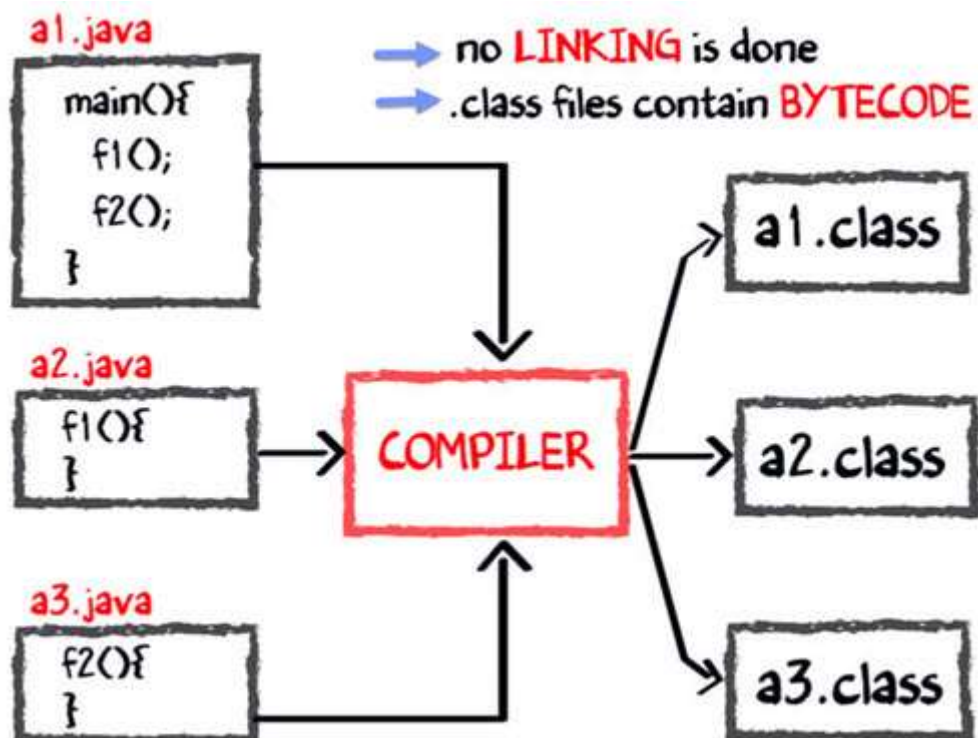 a1.java
main(){
f1();
f2();
}
no LINKING is done
.class files contain BYTECODE
a2.java
f1(){
}
a3.java
f2(){
}
COMPILER
a1.class
a2.class
a3.class